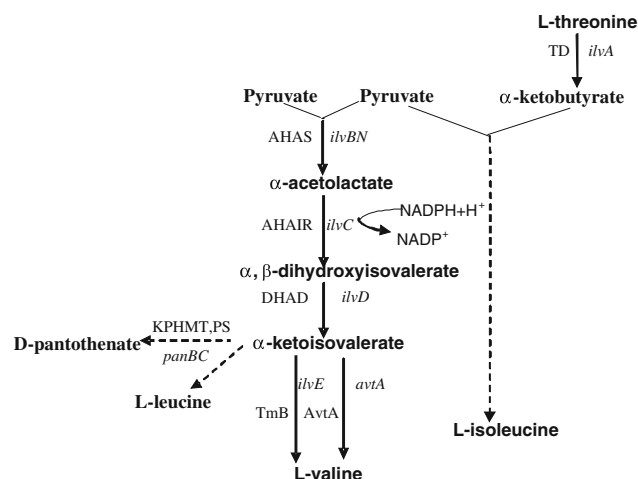 L-threonine
TD ilvA
Pyruvate Pyruvate α-ketobutyrate
AHAS ilvBN
α-acetolactate
AHAIR ilvC NADPH+H⁺
NADP⁺
α, β-dihydroxyisovalerate
DHAD ilvD
KPHMT,PS
D-pantothenate α-ketoisovalerate
panBC
ilvE avtA
L-leucine
TmB AvtA
L-isoleucine
L-valine